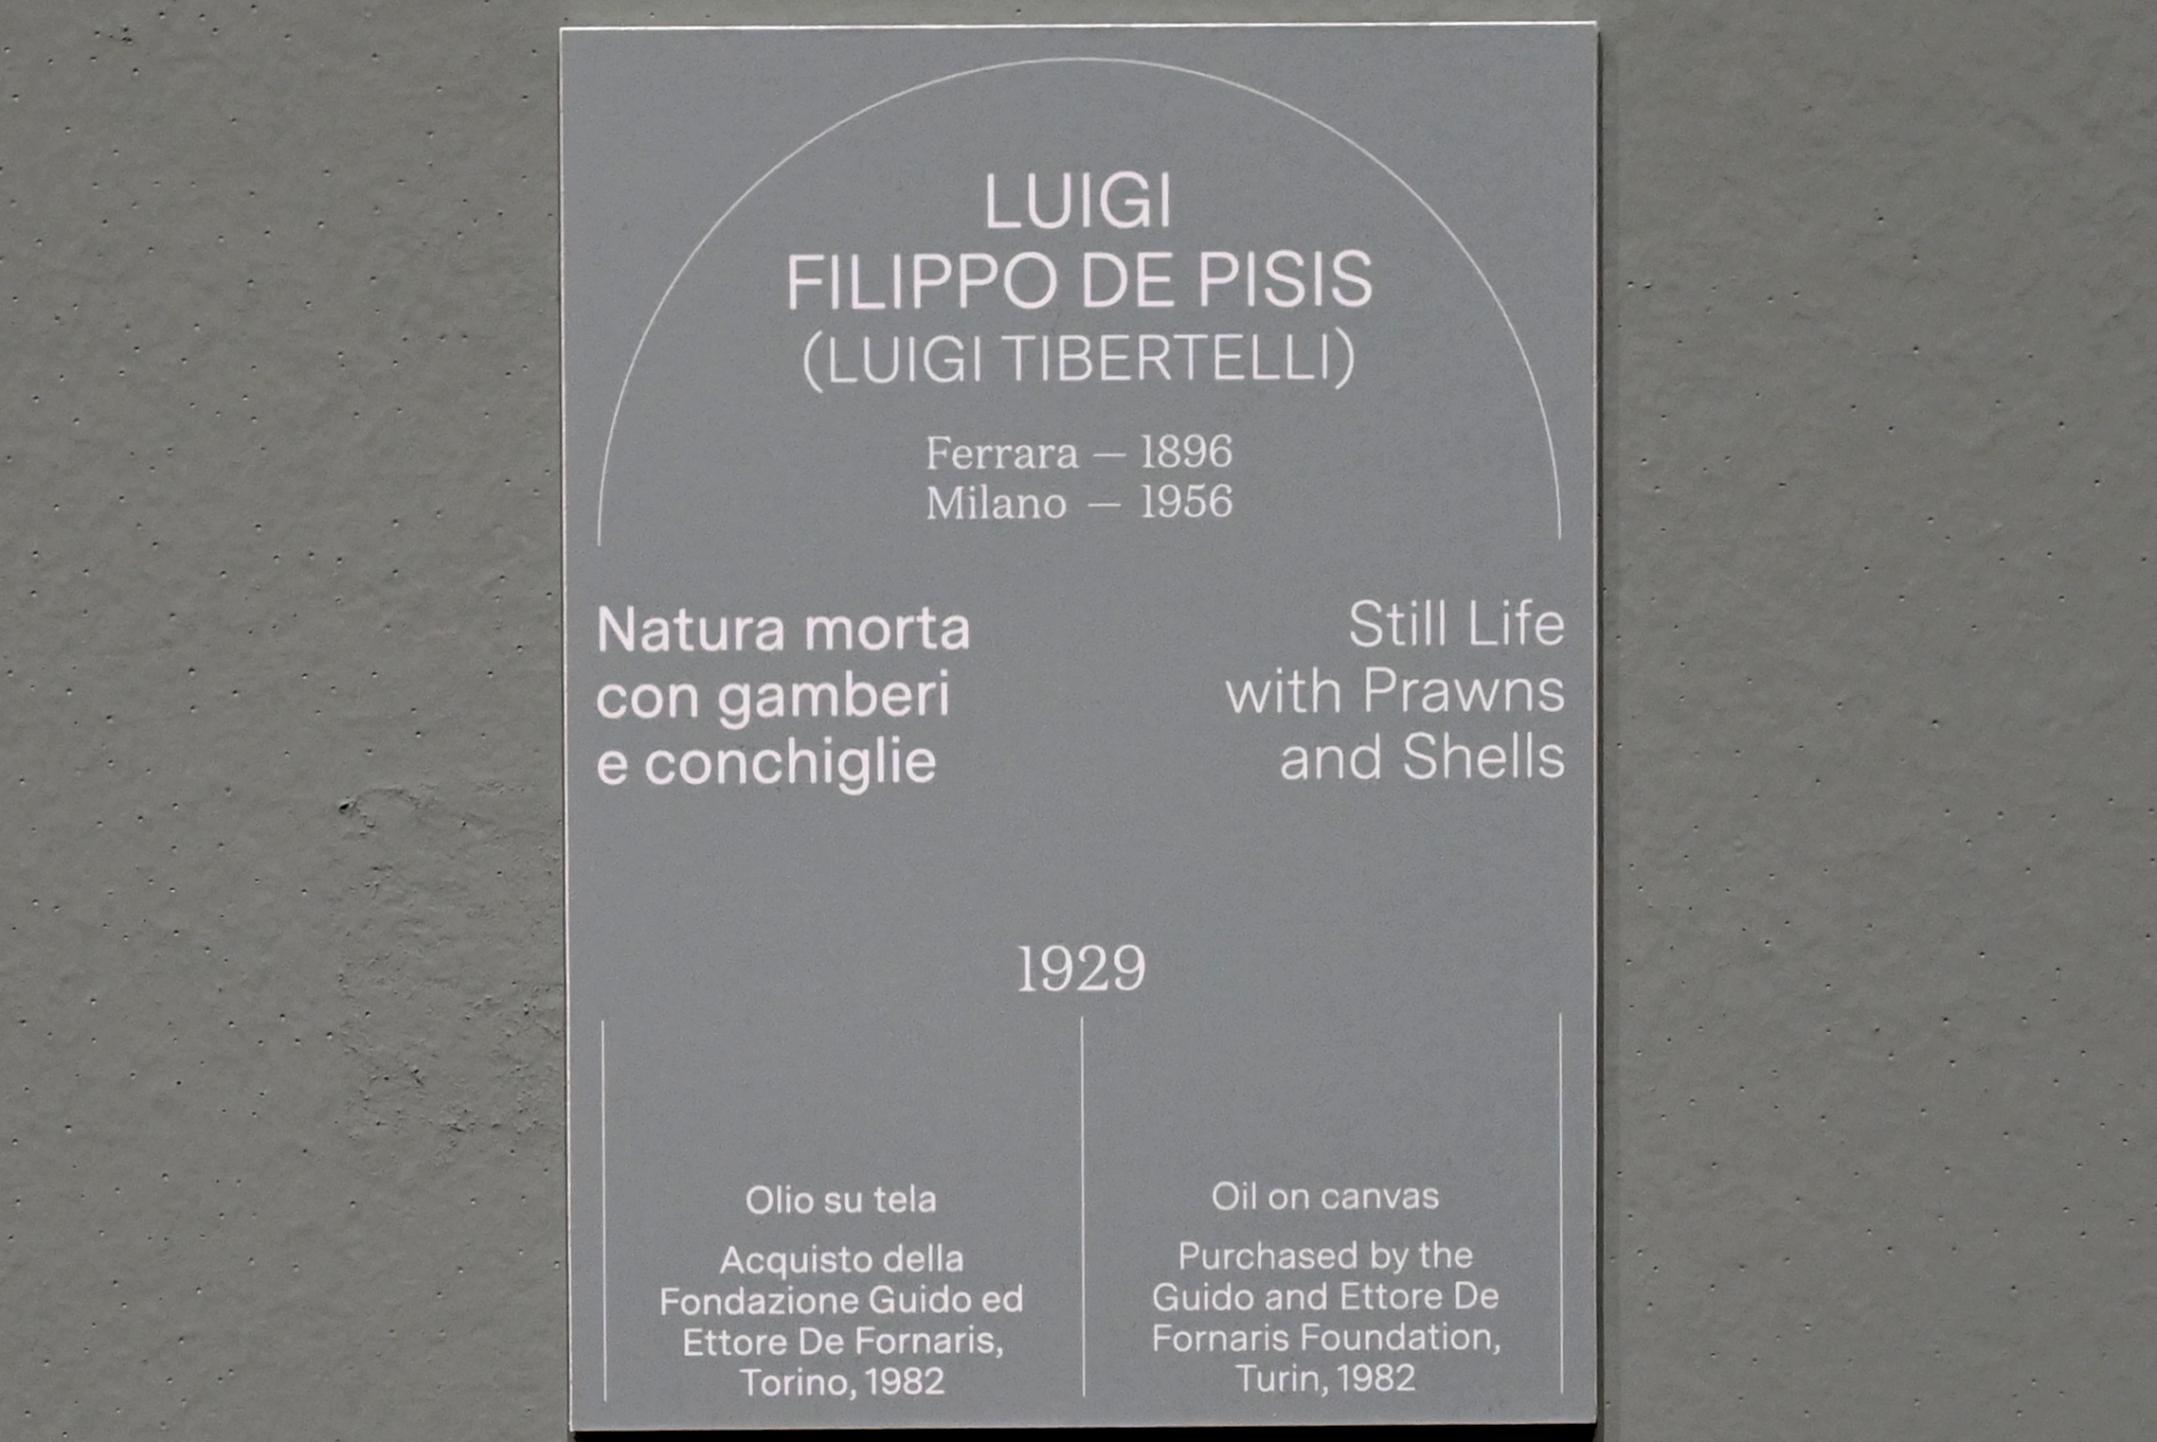 LUIGI
FILIPPO DE PISIS
(LUIGI TIBERTELLI)
Ferrara — 1896
Milano — 1956
Natura morta
con gamberi
e conchiglie
Still Life
with Prawns
and Shells
1929
Olio su tela
Acquisto della
Fondazione Guido ed
Ettore De Fornaris,
Torino, 1982
Oil on canvas
Purchased by the
Guido and Ettore De
Fornaris Foundation,
Turin, 1982